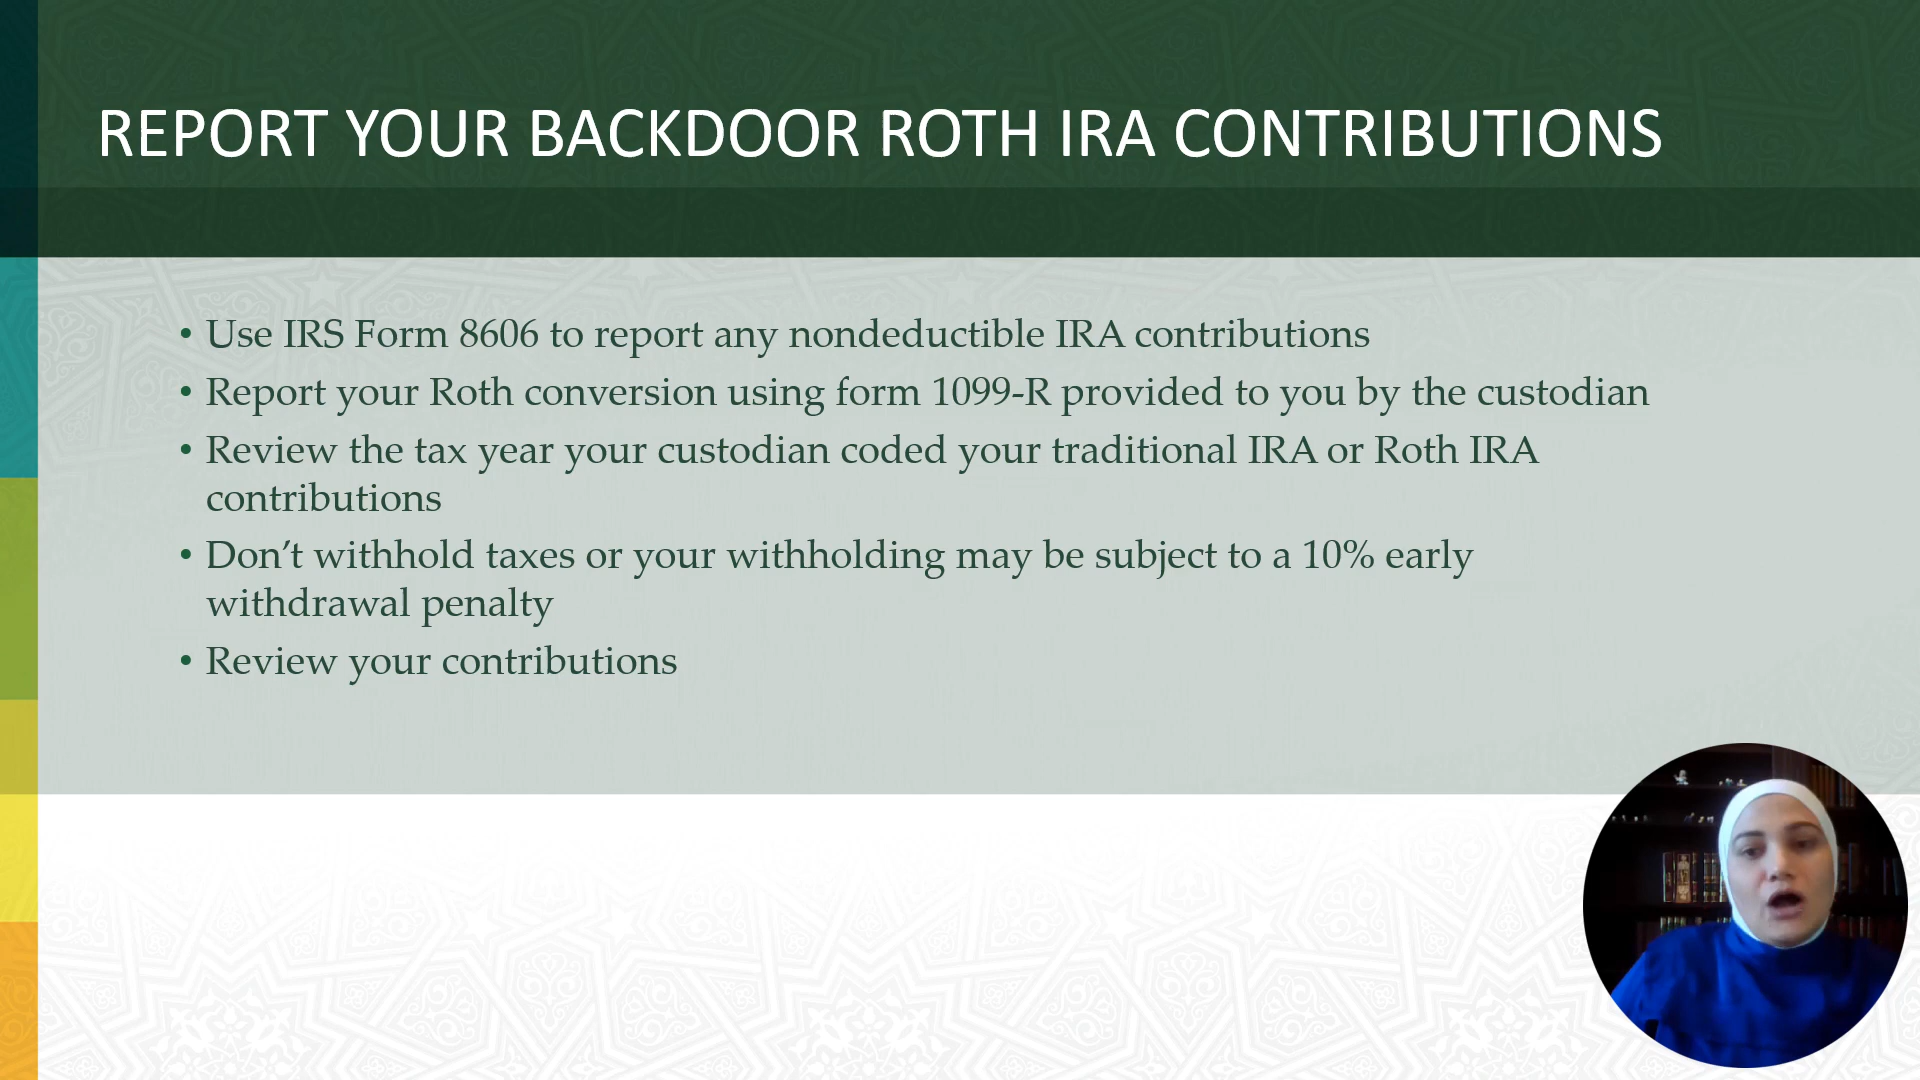 REPORT YOUR BACKDOOR ROTH IRA CONTRIBUTIONS
• Use IRS Form 8606 to report any nondeductible IRA contributions
• Report your Roth conversion using form 1099-R provided to you by the custodian
• Review the tax year your custodian coded your traditional IRA or Roth IRA
contributions
• Don’t withhold taxes or your withholding may be subject to a 10% early
withdrawal penalty
• Review your contributions